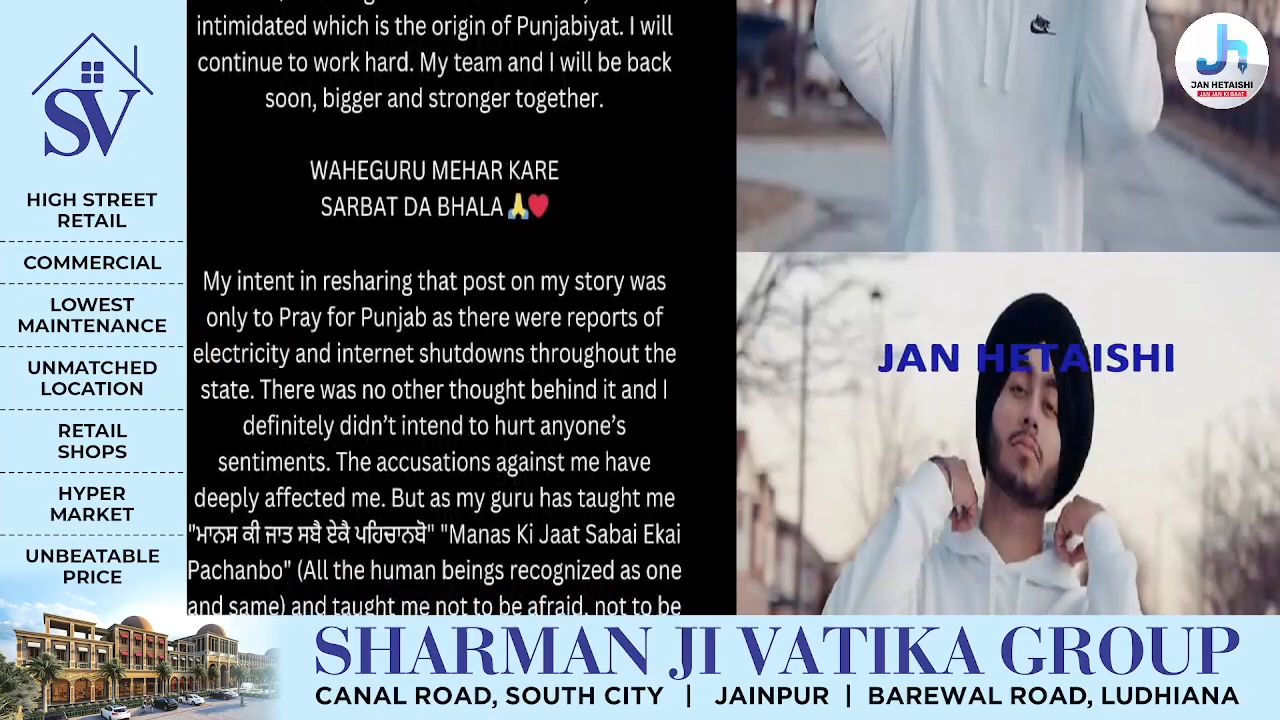 SV
HIGH STREET
RETAIL
COMMERCIAL
LOWEST
MAINTENANCE
UNMATCHED
LOCATION
RETAIL
SHOPS
HYPER
MARKET
UNBEATABLE
PRICE
intimidated which is the origin of Punjabiyat. I will
continue to work hard. My team and I will be back
soon, bigger and stronger together.
WAHEGURU MEHAR KARE
SARBAT DA BHALA 🙏❤️
My intent in resharing that post on my story was
only to Pray for Punjab as there were reports of
electricity and internet shutdowns throughout the
state. There was no other thought behind it and I
definitely didn’t intend to hurt anyone’s
sentiments. The accusations against me have
deeply affected me. But as my guru has taught me
"ਮਾਨਸ ਕੀ ਜਾਤ ਸਬੈ ਏਕੈ ਪਹਿਚਾਨਬੋ" "Manas Ki Jaat Sabai Ekai
Pachanbo" (All the human beings recognized as one
and same) and taught me not to be afraid, not to be
Jh
JAN HETAISHI
JAN JAN KI BAAT
JAN HETAISHI
SHARMAN JI VATIKA GROUP
CANAL ROAD, SOUTH CITY | JAINPUR | BAREWAL ROAD, LUDHIANA